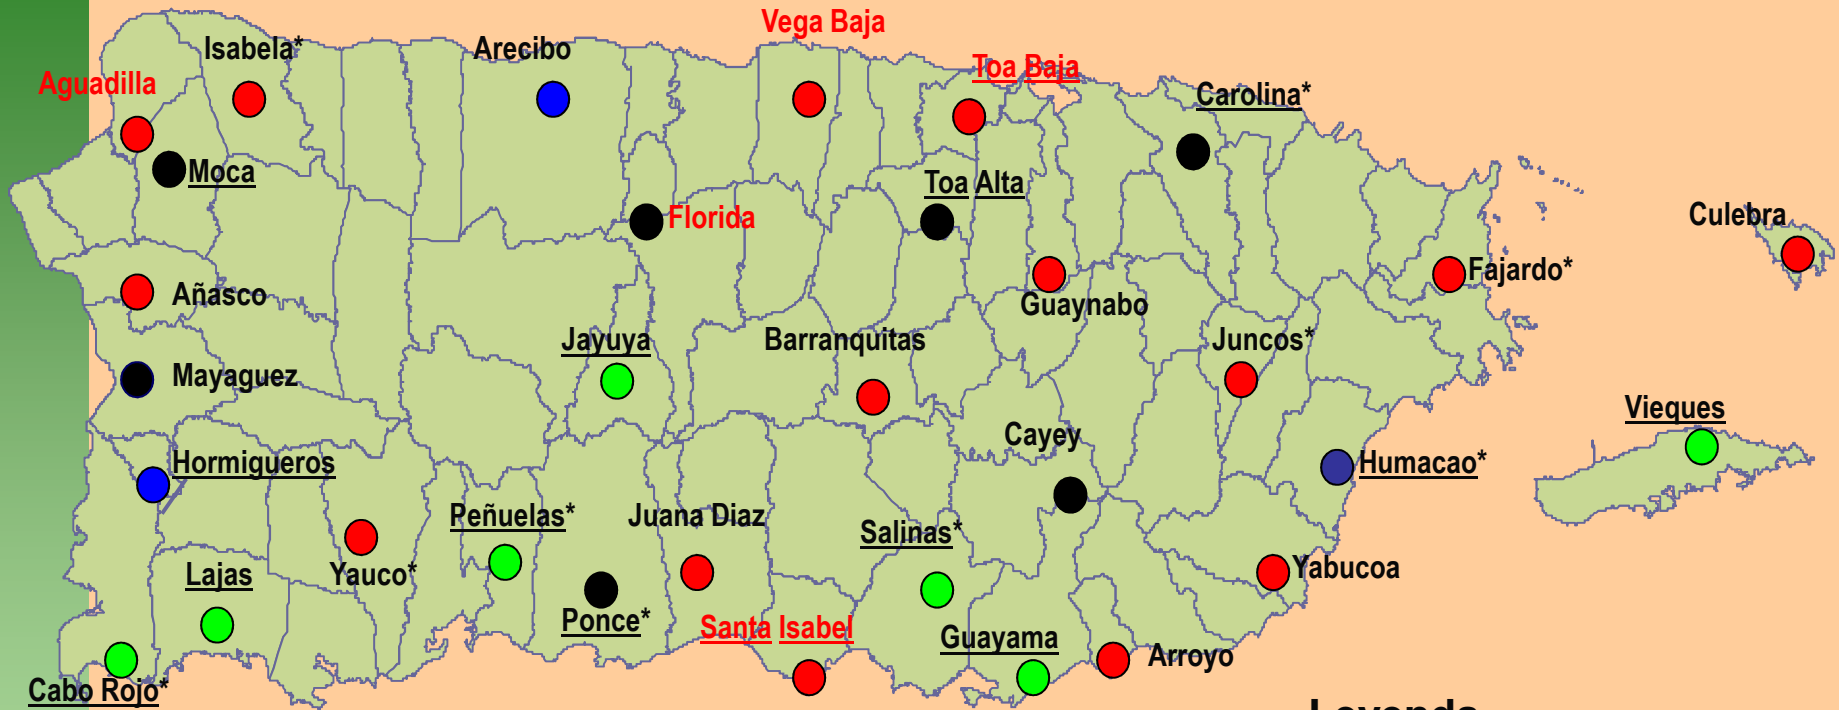 Vega Baja
Isabela*
Arecibo
Toa Baja
Aguadilla
Carolina*
Moca
Toa Alta
Florida
Culebra
Fajardo*
Añasco
Guaynabo
Jayuya
Barranquitas
Juncos*
Mayaguez
Vieques
Cayey
Hormigueros
Humacao*
Peñuelas*
Juana Diaz
Salinas*
Yabucoa
Lajas
Yauco*
Ponce*
Santa Isabel
Guayama
Arroyo
Cabo Rojo*
Leyenda